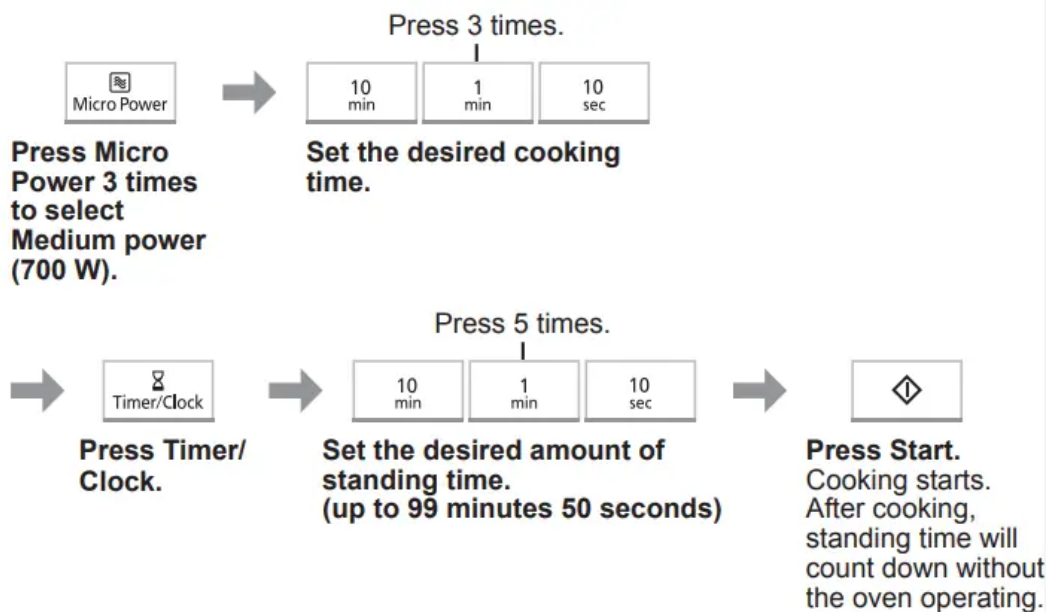 Press 3 times.
Micro Power
10 min
1 min
10 sec
Press Micro
Power 3 times
to select
Medium power
(700 W).
Set the desired cooking
time.
Press 5 times.
Timer/Clock
10 min
1 min
10 sec
Press Timer/
Clock.
Set the desired amount of
standing time.
(up to 99 minutes 50 seconds)
Press Start.
Cooking starts.
After cooking,
standing time will
count down without
the oven operating.